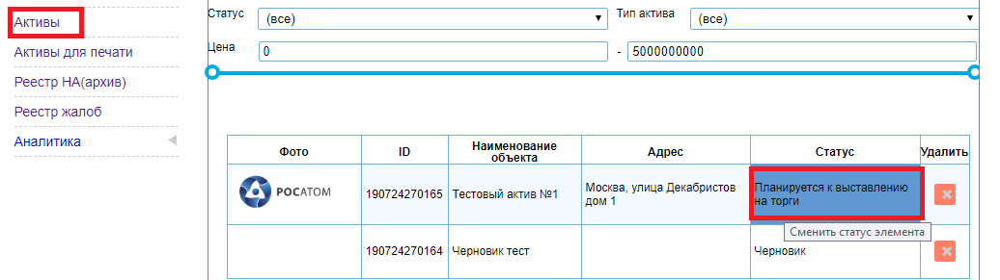 Активы
Активы для печати
Реестр НА(архив)
Реестр жалоб
Аналитика
Статус
(все)
Тип актива
(все)
Цена
0
-
5000000000
Фото
ID
Наименование
объекта
Адрес
Статус
Удалить
РОСАТОМ
190724270165
Тестовый актив №1
Москва, улица Декабристов
дом 1
Планируется к выставлению
на торги
Сменить статус элемента
190724270164
Черновик тест
Черновик